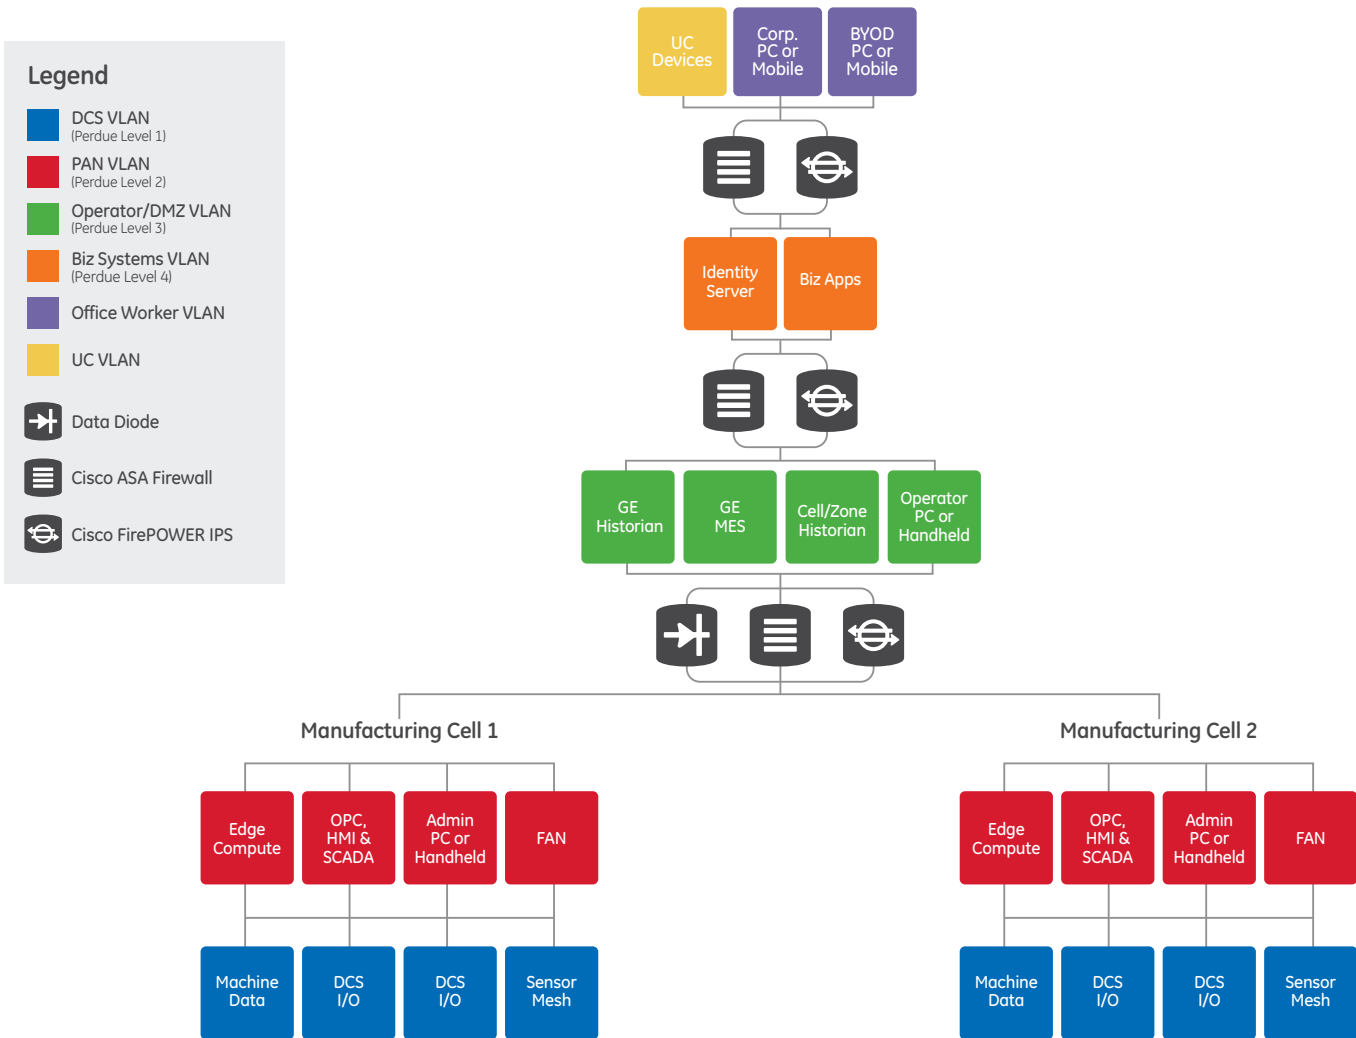 Legend
DCS VLAN
(Perdue Level 1)
PAN VLAN
(Perdue Level 2)
Operator/DMZ VLAN
(Perdue Level 3)
Biz Systems VLAN
(Perdue Level 4)
Office Worker VLAN
UC VLAN
Data Diode
Cisco ASA Firewall
Cisco FirePOWER IPS
UC
Devices
Corp.
PC or
Mobile
BYOD
PC or
Mobile
Identity
Server
Biz Apps
GE
Historian
GE
MES
Cell/Zone
Historian
Operator
PC or
Handheld
Manufacturing Cell 1
Edge
Compute
OPC,
HMI &
SCADA
Admin
PC or
Handheld
FAN
Machine
Data
DCS
I/O
DCS
I/O
Sensor
Mesh
Manufacturing Cell 2
Edge
Compute
OPC,
HMI &
SCADA
Admin
PC or
Handheld
FAN
Machine
Data
DCS
I/O
DCS
I/O
Sensor
Mesh